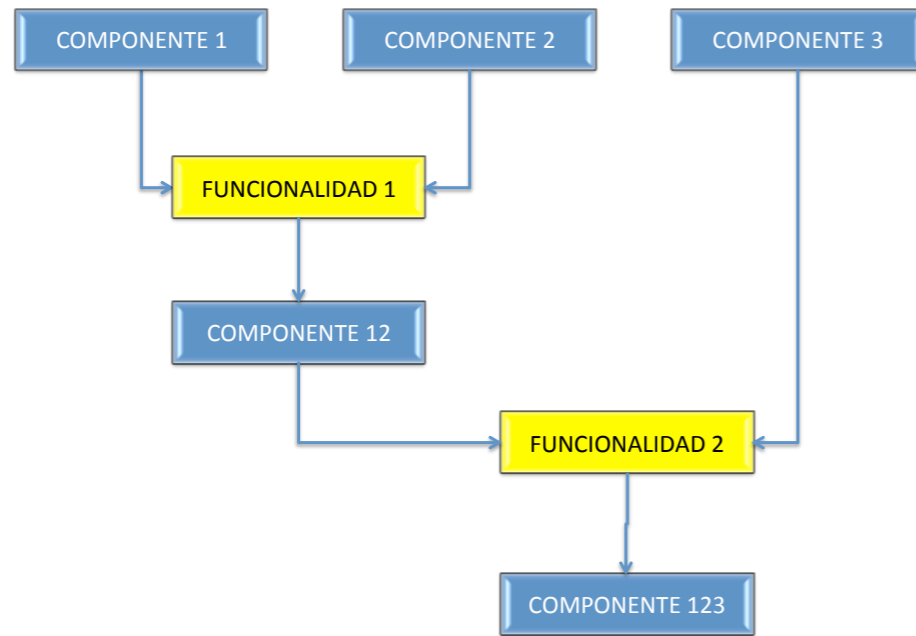 COMPONENTE 1
COMPONENTE 2
COMPONENTE 3
FUNCIONALIDAD 1
COMPONENTE 12
FUNCIONALIDAD 2
COMPONENTE 123